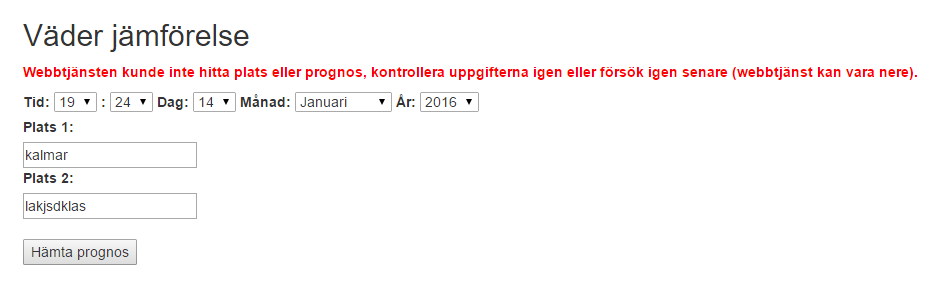 Väder jämförelse
Webbtjänsten kunde inte hitta plats eller prognos, kontrollera uppgifterna igen eller försök igen senare (webbtjänst kan vara nere).
Tid: 19 : 24 Dag: 14 Månad: Januari År: 2016
Plats 1:
kalmar
Plats 2:
lakjsdklas
Hämta prognos